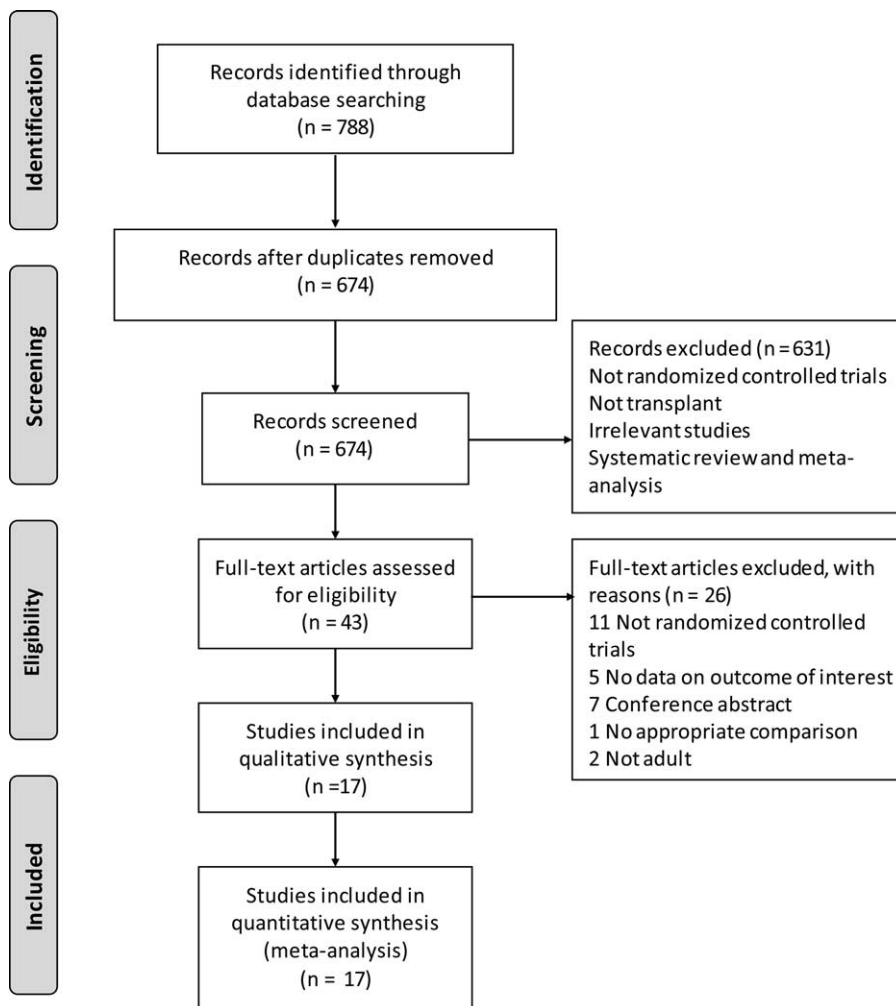 Identification
Records identified through
database searching
(n = 788)
Records after duplicates removed
(n = 674)
Screening
Records screened
(n = 674)
Records excluded (n = 631)
Not randomized controlled trials
Not transplant
Irrelevant studies
Systematic review and meta-
analysis
Eligibility
Full-text articles assessed
for eligibility
(n = 43)
Full-text articles excluded, with
reasons (n = 26)
11 Not randomized controlled
trials
5 No data on outcome of interest
7 Conference abstract
1 No appropriate comparison
2 Not adult
Studies included in
qualitative synthesis
(n =17)
Included
Studies included in
quantitative synthesis
(meta-analysis)
(n = 17)